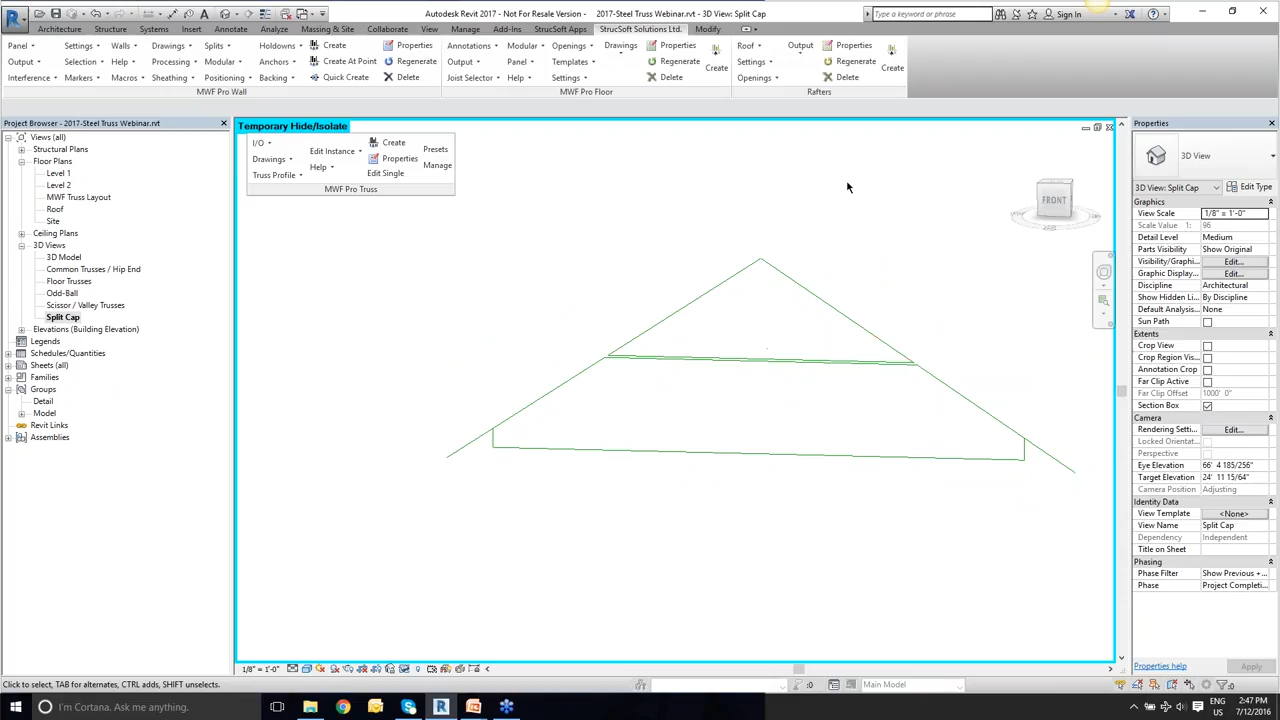 Autodesk Revit 2017 - Not For Resale Version -    2017-Steel Truss Webinar.rvt - 3D View: Split Cap
Type a keyword or phrase
Sign In
Architecture Structure Systems Insert Annotate Analyze Massing & Site Collaborate View Manage Add-Ins StrucSoft Apps StrucSoft Solutions Ltd. Modify
Panel Settings Walls Splits Holdowns Create Properties Annotations Modular Openings Drawings Properties Roof Output Properties
Output Selection Help Processing Modular Anchors Create At Point Regenerate Output Panel Templates Regenerate Create Settings Regenerate Create
Interference Markers Macros Sheathing Positioning Backing Quick Create Delete Joist Selector Help Settings Delete Openings Delete
MWF Pro Wall MWF Pro Floor Rafters
Project Browser - 2017-Steel Truss Webinar.rvt
Views (all)
Structural Plans
Floor Plans
Level 1
Level 2
MWF Truss Layout
Roof
Site
Ceiling Plans
3D Views
3D Model
Common Trusses / Hip End
Floor Trusses
Odd-Ball
Scissor / Valley Trusses
Split Cap
Elevations (Building Elevation)
Legends
Schedules/Quantities
Sheets (all)
Families
Groups
Detail
Model
Revit Links
Assemblies
Temporary Hide/Isolate
I/O Edit Instance Create Presets
Drawings Help Properties Manage
Truss Profile Edit Single
MWF Pro Truss
FRONT
Properties
3D View
3D View: Split Cap Edit Type
Graphics
View Scale 1/8" = 1'-0"
Scale Value 1: 96
Detail Level Medium
Parts Visibility Show Original
Visibility/Graphi... Edit...
Graphic Display... Edit...
Discipline Architectural
Show Hidden Li... By Discipline
Default Analysis... None
Sun Path
Extents
Crop View
Crop Region Vis...
Annotation Crop
Far Clip Active
Far Clip Offset 1000' 0"
Section Box
Camera
Rendering Setti... Edit...
Locked Orientat...
Perspective
Eye Elevation 66' 4 185/256"
Target Elevation 24' 11 15/64"
Camera Position Adjusting
Identity Data
View Template <None>
View Name Split Cap
Dependency Independent
Title on Sheet
Phasing
Phase Filter Show Previous +...
Phase Project Completi...
Properties help Apply
1/8" = 1'-0"
Click to select, TAB for alternates, CTRL adds, SHIFT unselects.
:0
Main Model
:0
I'm Cortana. Ask me anything.
ENG
US
2:47 PM
7/12/2016